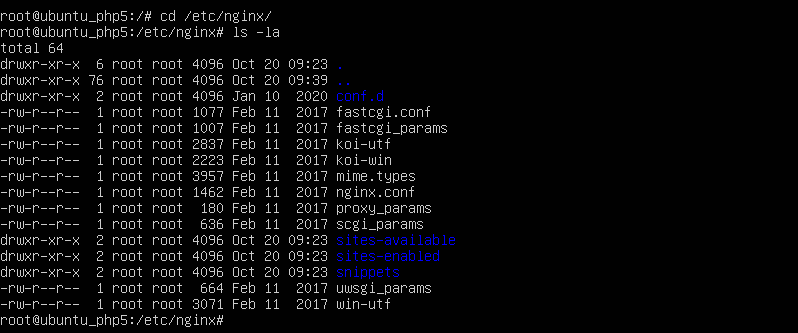 root@ubuntu_php5:/# cd /etc/nginx/
root@ubuntu_php5:/etc/nginx# ls -la
total 64
drwxr-xr-x  6 root root 4096 Oct 20 09:23 .
drwxr-xr-x 76 root root 4096 Oct 20 09:39 ..
drwxr-xr-x  2 root root 4096 Jan 10  2020 conf.d
-rw-r--r--  1 root root 1077 Feb 11  2017 fastcgi.conf
-rw-r--r--  1 root root 1007 Feb 11  2017 fastcgi_params
-rw-r--r--  1 root root 2837 Feb 11  2017 koi-utf
-rw-r--r--  1 root root 2223 Feb 11  2017 koi-win
-rw-r--r--  1 root root 3957 Feb 11  2017 mime.types
-rw-r--r--  1 root root 1462 Feb 11  2017 nginx.conf
-rw-r--r--  1 root root  180 Feb 11  2017 proxy_params
-rw-r--r--  1 root root  636 Feb 11  2017 scgi_params
drwxr-xr-x  2 root root 4096 Oct 20 09:23 sites-available
drwxr-xr-x  2 root root 4096 Oct 20 09:23 sites-enabled
drwxr-xr-x  2 root root 4096 Oct 20 09:23 snippets
-rw-r--r--  1 root root  664 Feb 11  2017 uwsgi_params
-rw-r--r--  1 root root 3071 Feb 11  2017 win-utf
root@ubuntu_php5:/etc/nginx#